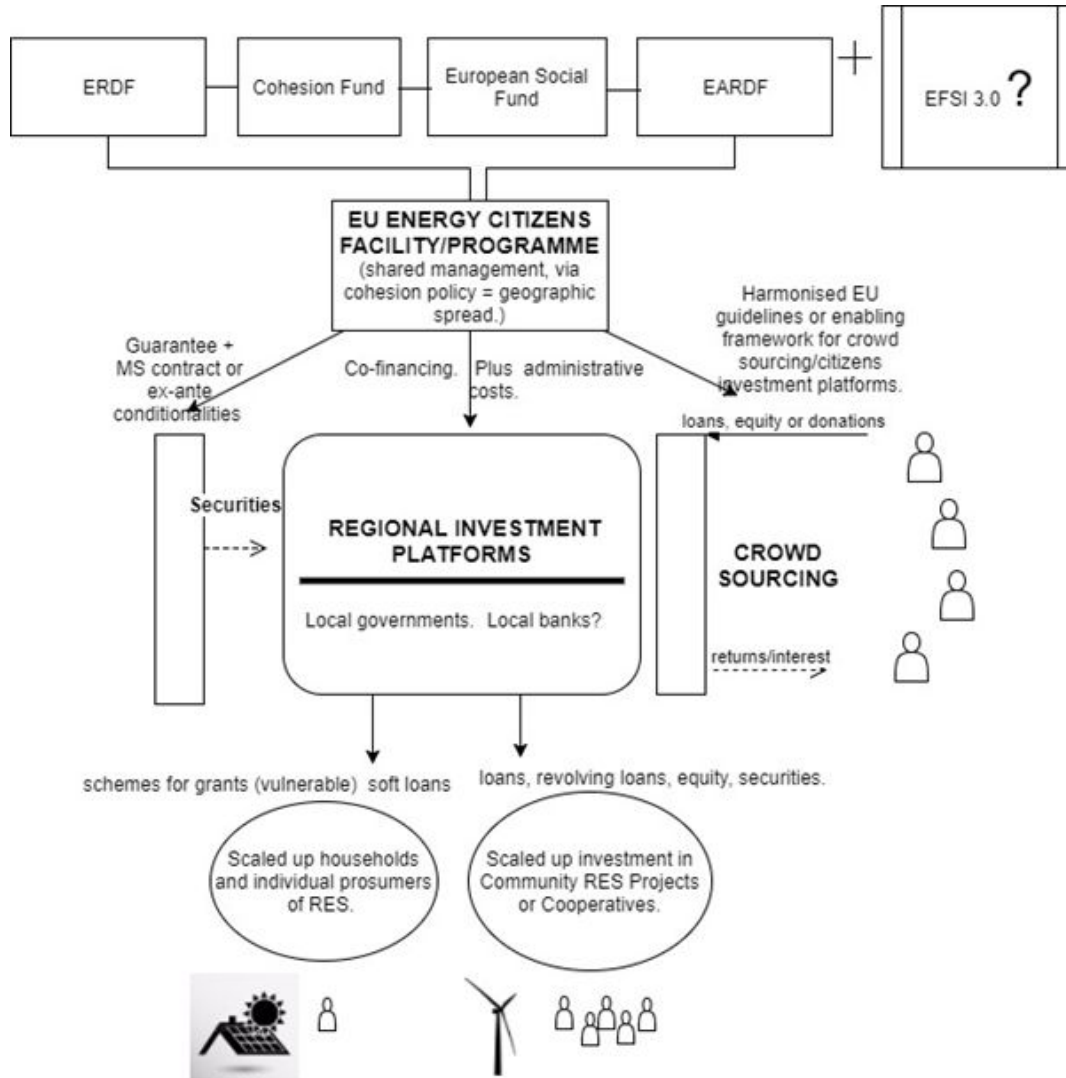 ERDF
Cohesion Fund
European Social
Fund
EARDF
+
EFSI 3.0 ?
EU ENERGY CITIZENS
FACILITY/PROGRAMME
(shared management, via
cohesion policy = geographic
spread.)
Guarantee +
MS contract or
ex-ante
conditionalities
Co-financing. Plus administrative
costs.
Harmonised EU
guidelines or enabling
framework for crowd
sourcing/citizens
investment platforms.
loans, equity or donations
Securities
REGIONAL INVESTMENT
PLATFORMS
Local governments. Local banks?
CROWD
SOURCING
returns/interest
schemes for grants (vulnerable) soft loans
loans, revolving loans, equity, securities.
Scaled up households
and individual prosumers
of RES.
Scaled up investment in
Community RES Projects
or Cooperatives.